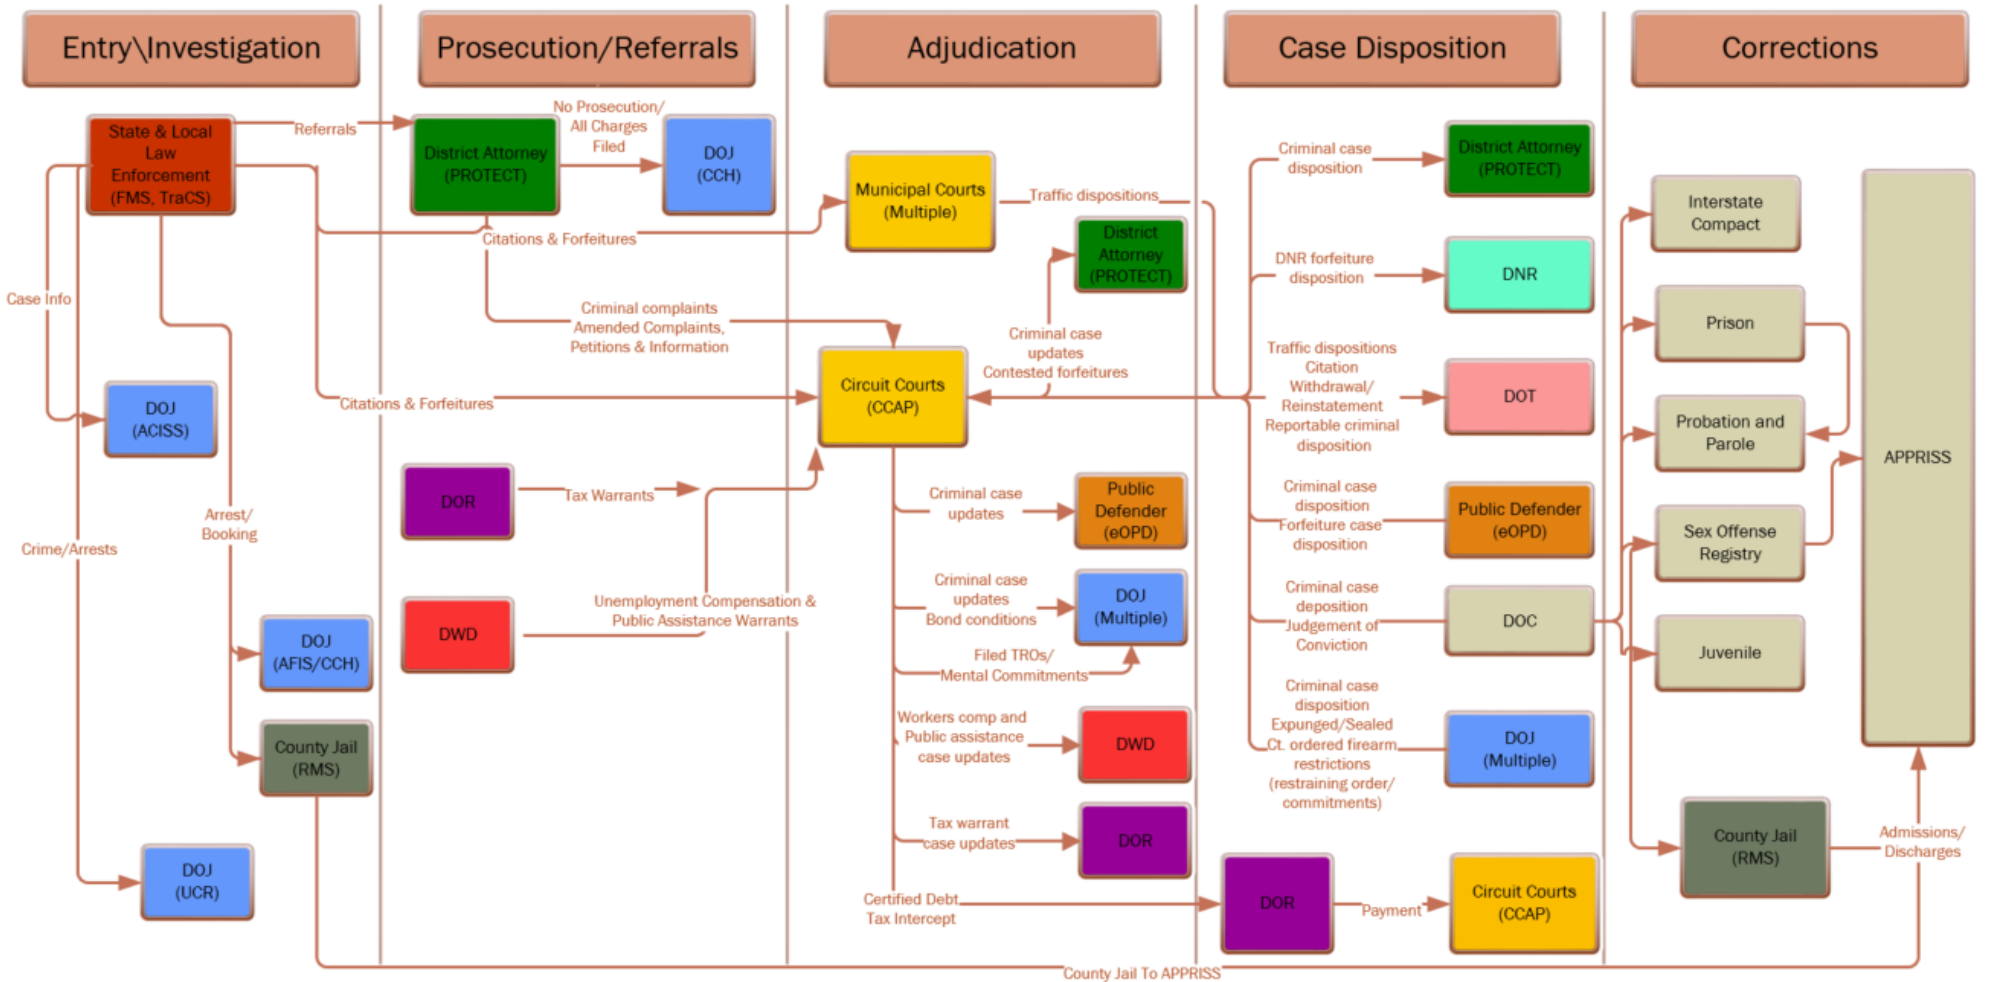 Entry\Investigation
Prosecution/Referrals
Adjudication
Case Disposition
Corrections
State & Local
Law
Enforcement
(FMS, TraCS)
Referrals
Case Info
Crime/Arrests
Arrest/
Booking
DOJ
(ACISS)
DOJ
(AFIS/CCH)
County Jail
(RMS)
DOJ
(UCR)
District Attorney
(PROTECT)
No Prosecution/
All Charges
Filed
DOJ
(CCH)
Citations & Forfeitures
Criminal complaints
Amended Complaints,
Petitions & Information
Citations & Forfeitures
DOR
Tax Warrants
DWD
Unemployment Compensation &
Public Assistance Warrants
Municipal Courts
(Multiple)
Traffic dispositions
District
Attorney
(PROTECT)
Criminal case
updates
Contested forfeitures
Circuit Courts
(CCAP)
Criminal case
updates
Public
Defender
(eOPD)
Criminal case
updates
Bond conditions
DOJ
(Multiple)
Filed TROs/
Mental Commitments
Workers comp and
Public assistance
case updates
DWD
Tax warrant
case updates
DOR
Certified Debt
Tax Intercept
Criminal case
disposition
District Attorney
(PROTECT)
DNR forfeiture
disposition
DNR
Traffic dispositions
Citation
Withdrawal/
Reinstatement
Reportable criminal
disposition
DOT
Criminal case
disposition
Forfeiture case
disposition
Public Defender
(eOPD)
Criminal case
deposition
Judgement of
Conviction
DOC
Criminal case
disposition
Expunged/Sealed
Ct. ordered firearm
restrictions
(restraining order/
commitments)
DOJ
(Multiple)
DOR
Payment
Circuit Courts
(CCAP)
Interstate
Compact
Prison
Probation and
Parole
Sex Offense
Registry
Juvenile
APPRISS
County Jail
(RMS)
Admissions/
Discharges
County Jail To APPRISS